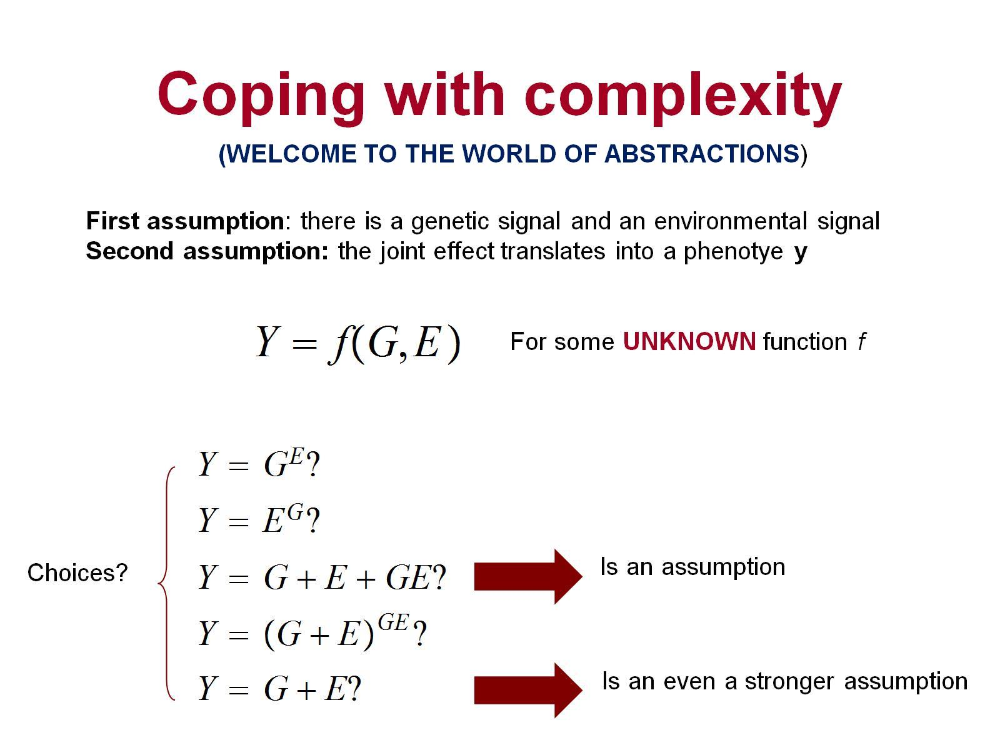 Coping with complexity
(WELCOME TO THE WORLD OF ABSTRACTIONS)
First assumption: there is a genetic signal and an environmental signal
Second assumption: the joint effect translates into a phenotye y
Y = f(G,E)
For some UNKNOWN function f
Choices?
Y = G^E?
Y = E^G?
Y = G + E + GE?
Is an assumption
Y = (G + E)^GE?
Y = G + E?
Is an even a stronger assumption